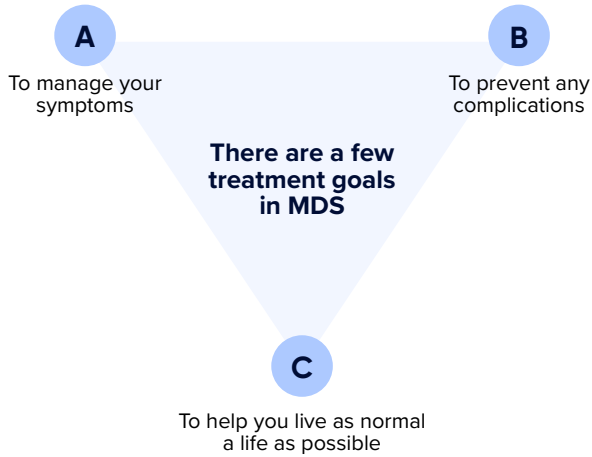 A
B
To manage your
symptoms
To prevent any
complications
There are a few
treatment goals
in MDS
C
To help you live as normal
a life as possible